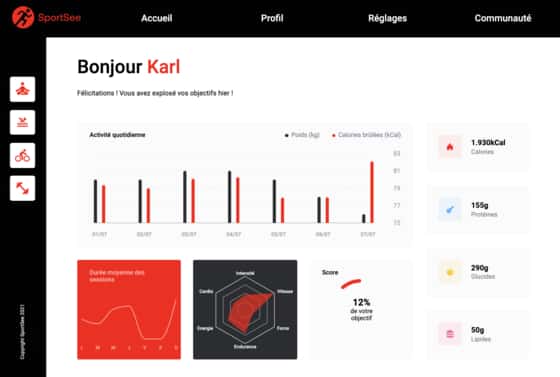 SportSee
Accueil
Profil
Réglages
Communauté
Bonjour Karl
Félicitations ! Vous avez explosé vos objectifs hier !
Activité quotidienne
Poids (kg)
Calories brûlées (kCal)
83
81
79
77
75
01/07
02/07
03/07
04/07
05/07
06/07
07/07
1.930kCal
Calories
155g
Protéines
290g
Glucides
50g
Lipides
Durée moyenne des
sessions
L M M J V S
Intensité
Vitesse
Force
Endurance
Energie
Cardio
Score
12%
de votre
objectif
Copyright SportSee 2021